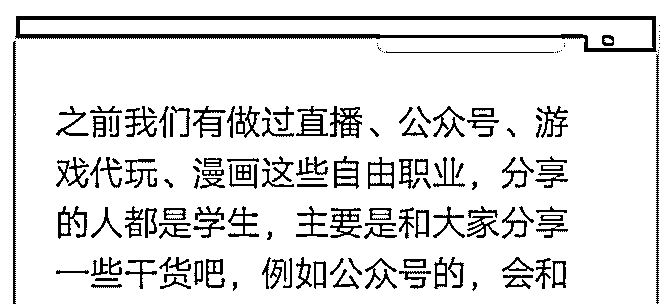 之前我们有做过直播、公众号、游
戏代玩、漫画这些自由职业，分享
的人都是学生，主要是和大家分享
一些干货吧，例如公众号的，会和